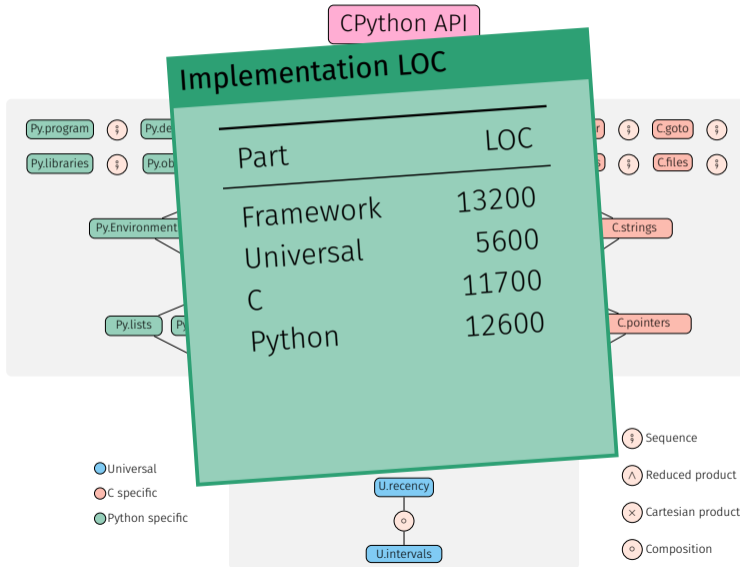 CPython API
Implementation LOC
Part LOC
Framework 13200
Universal 5600
C 11700
Python 12600
Py.program ;
Py.libraries ;
; C.goto ;
; C.files ;
Py.Environment
C.strings
Py.lists
C.pointers
Universal
C specific
Python specific
U.recency
∘
U.intervals
; Sequence
∧ Reduced product
× Cartesian product
∘ Composition